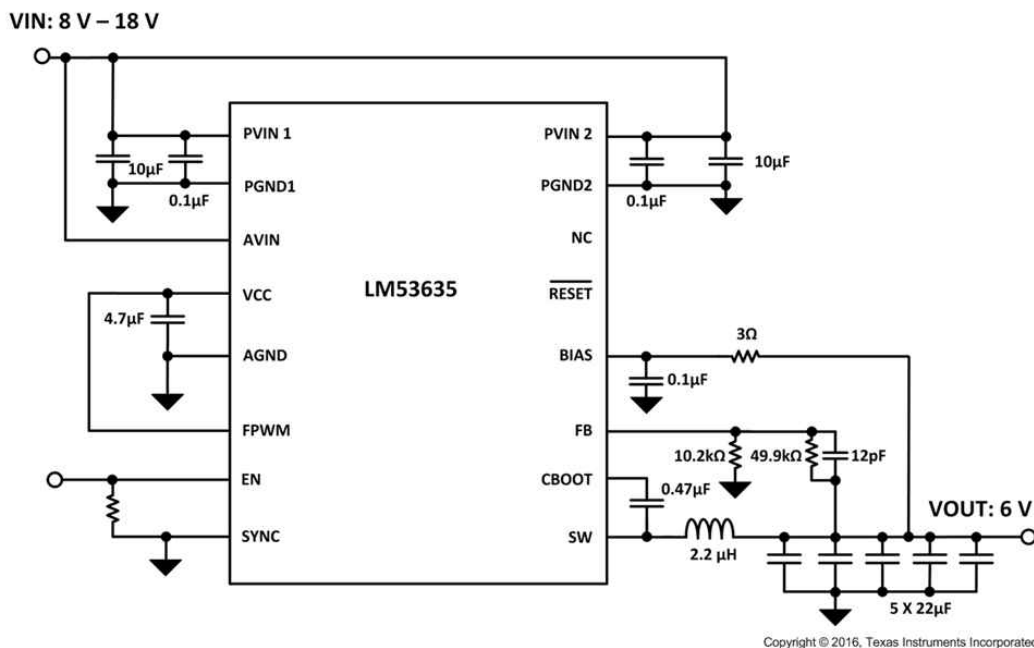 VIN: 8 V – 18 V
PVIN 1
PVIN 2
10µF
0.1µF
PGND1
PGND2
0.1µF
10µF
AVIN
NC
LM53635
VCC
RESET
4.7µF
3Ω
AGND
BIAS
0.1µF
FPWM
FB
10.2kΩ
49.9kΩ
12pF
EN
CBOOT
0.47µF
VOUT: 6 V
SYNC
SW
2.2 µH
5 X 22µF
Copyright © 2016, Texas Instruments Incorporated